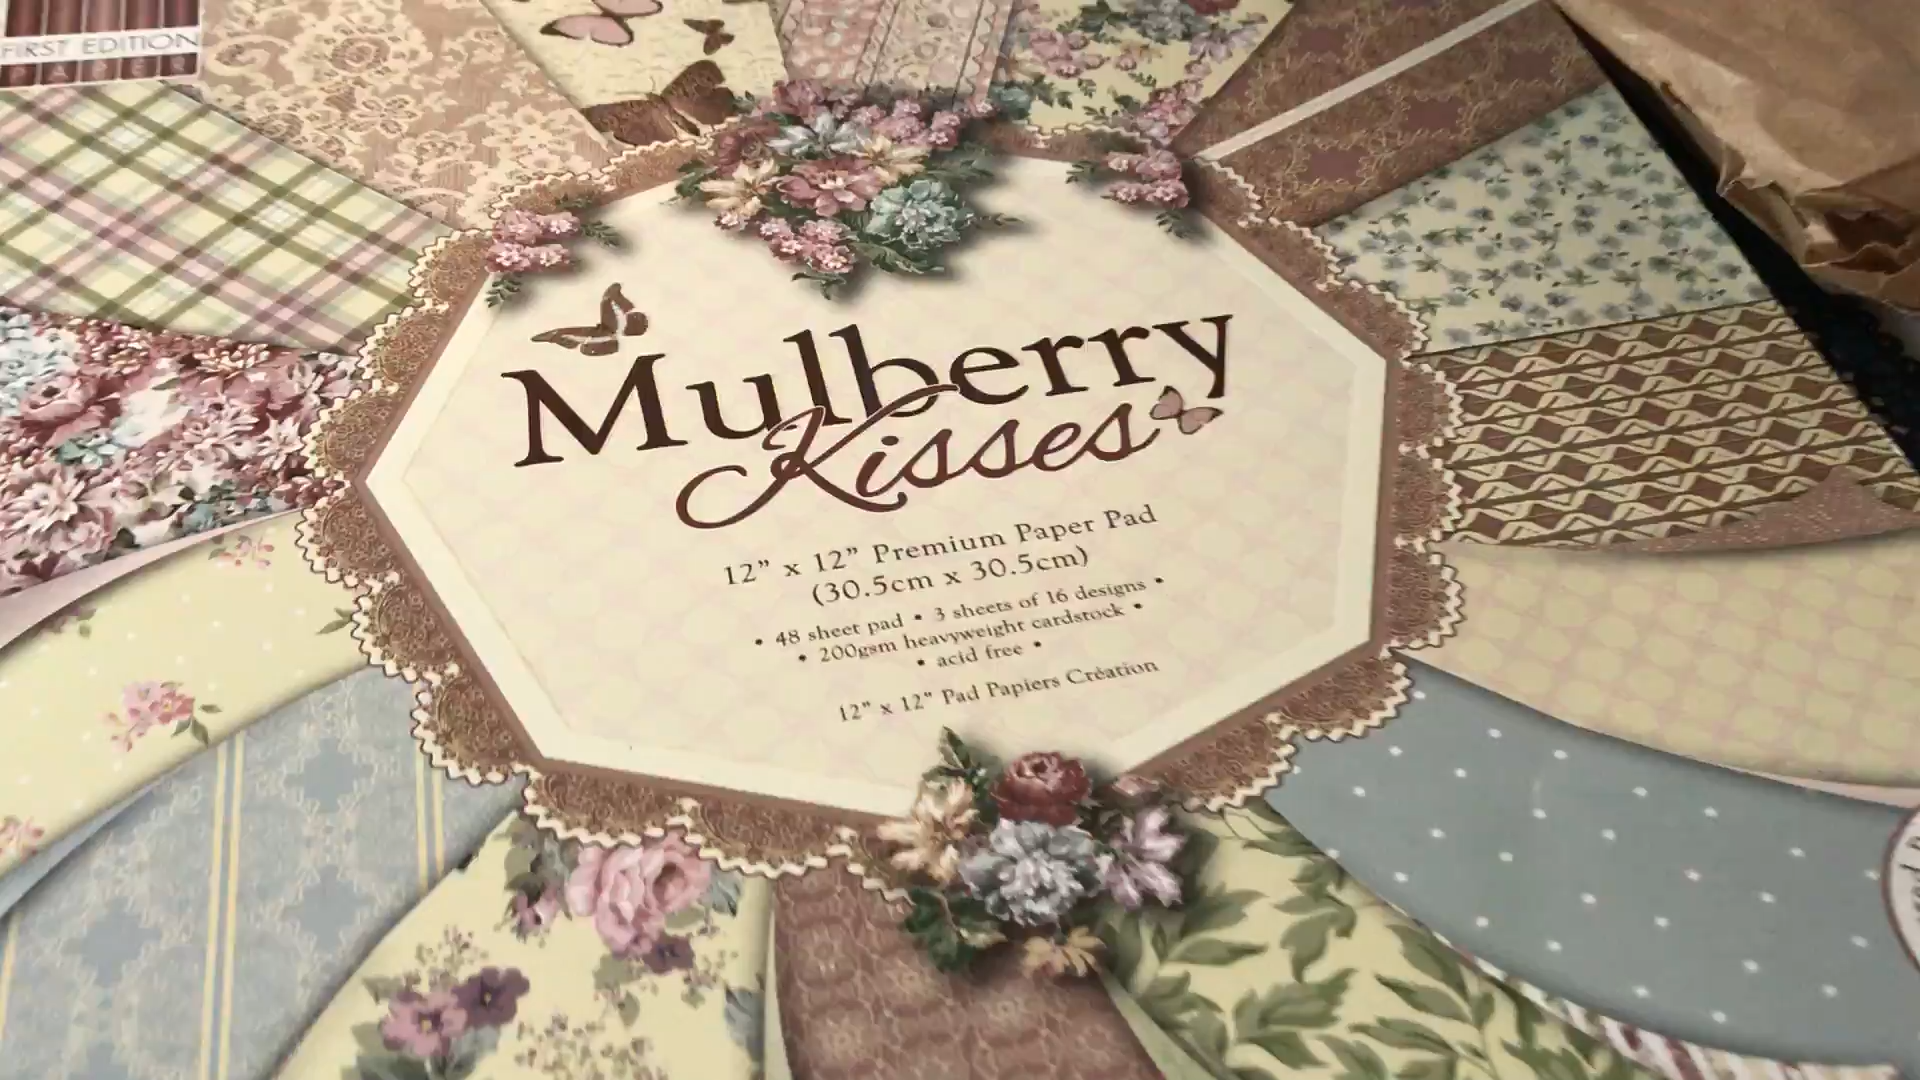 FIRST EDITION
PAPER
Mulberry
Kisses
12” x 12” Premium Paper Pad
(30.5cm x 30.5cm)
• 48 sheet pad • 3 sheets of 16 designs •
• 200gsm heavyweight cardstock •
• acid free •
12” x 12” Pad Papiers Création